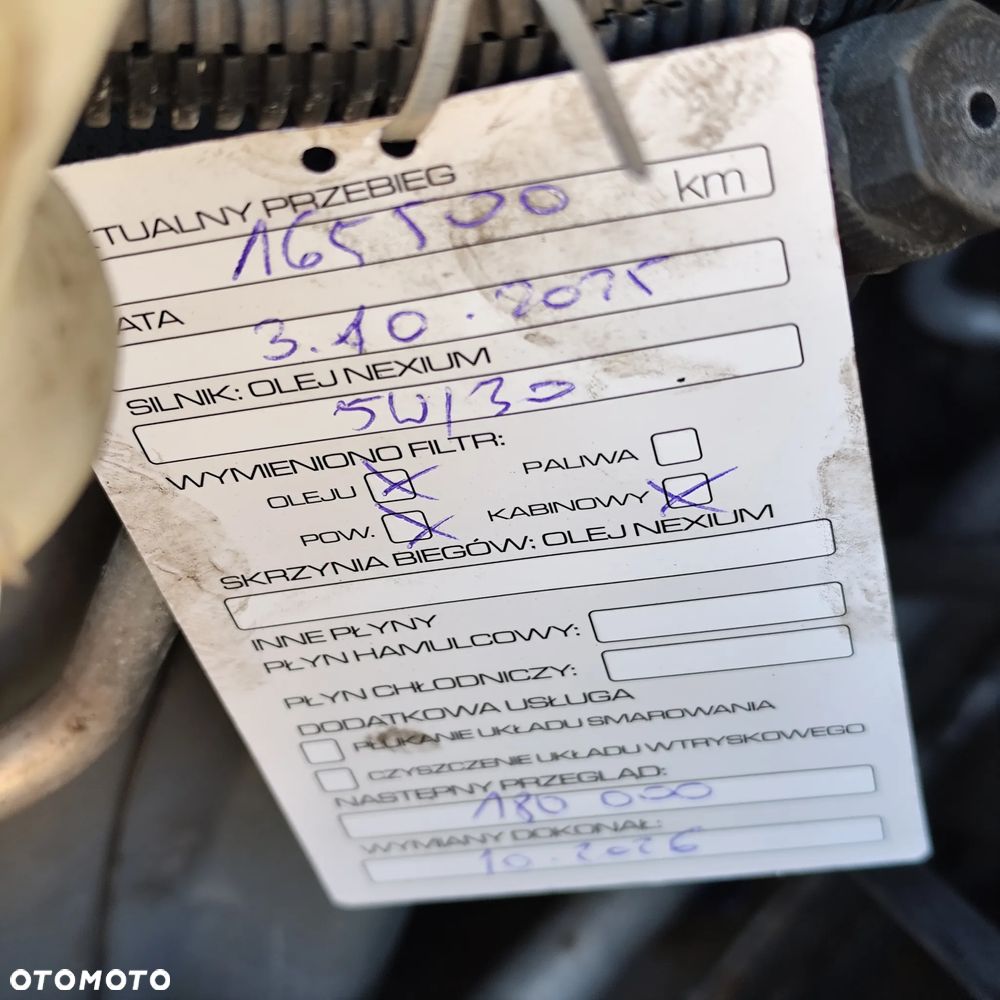 TUALNY PRZEBIEG
165500 km
ATA
3.10.2025
SILNIK: OLEJ NEXIUM
5W/30
WYMIENIONO FILTR:
OLEJU PALIWA
POW. KABINOWY
SKRZYNIA BIEGÓW: OLEJ NEXIUM
INNE PŁYNY
PŁYN HAMULCOWY:
PŁYN CHŁODNICZY:
DODATKOWA USŁUGA
PŁUKANIE UKŁADU SMAROWANIA
CZYSZCZENIE UKŁADU WTRYSKOWEGO
NASTĘPNY PRZEGLĄD:
180 000
WYMIANY DOKONAŁ:
10.2026
OTOMOTO